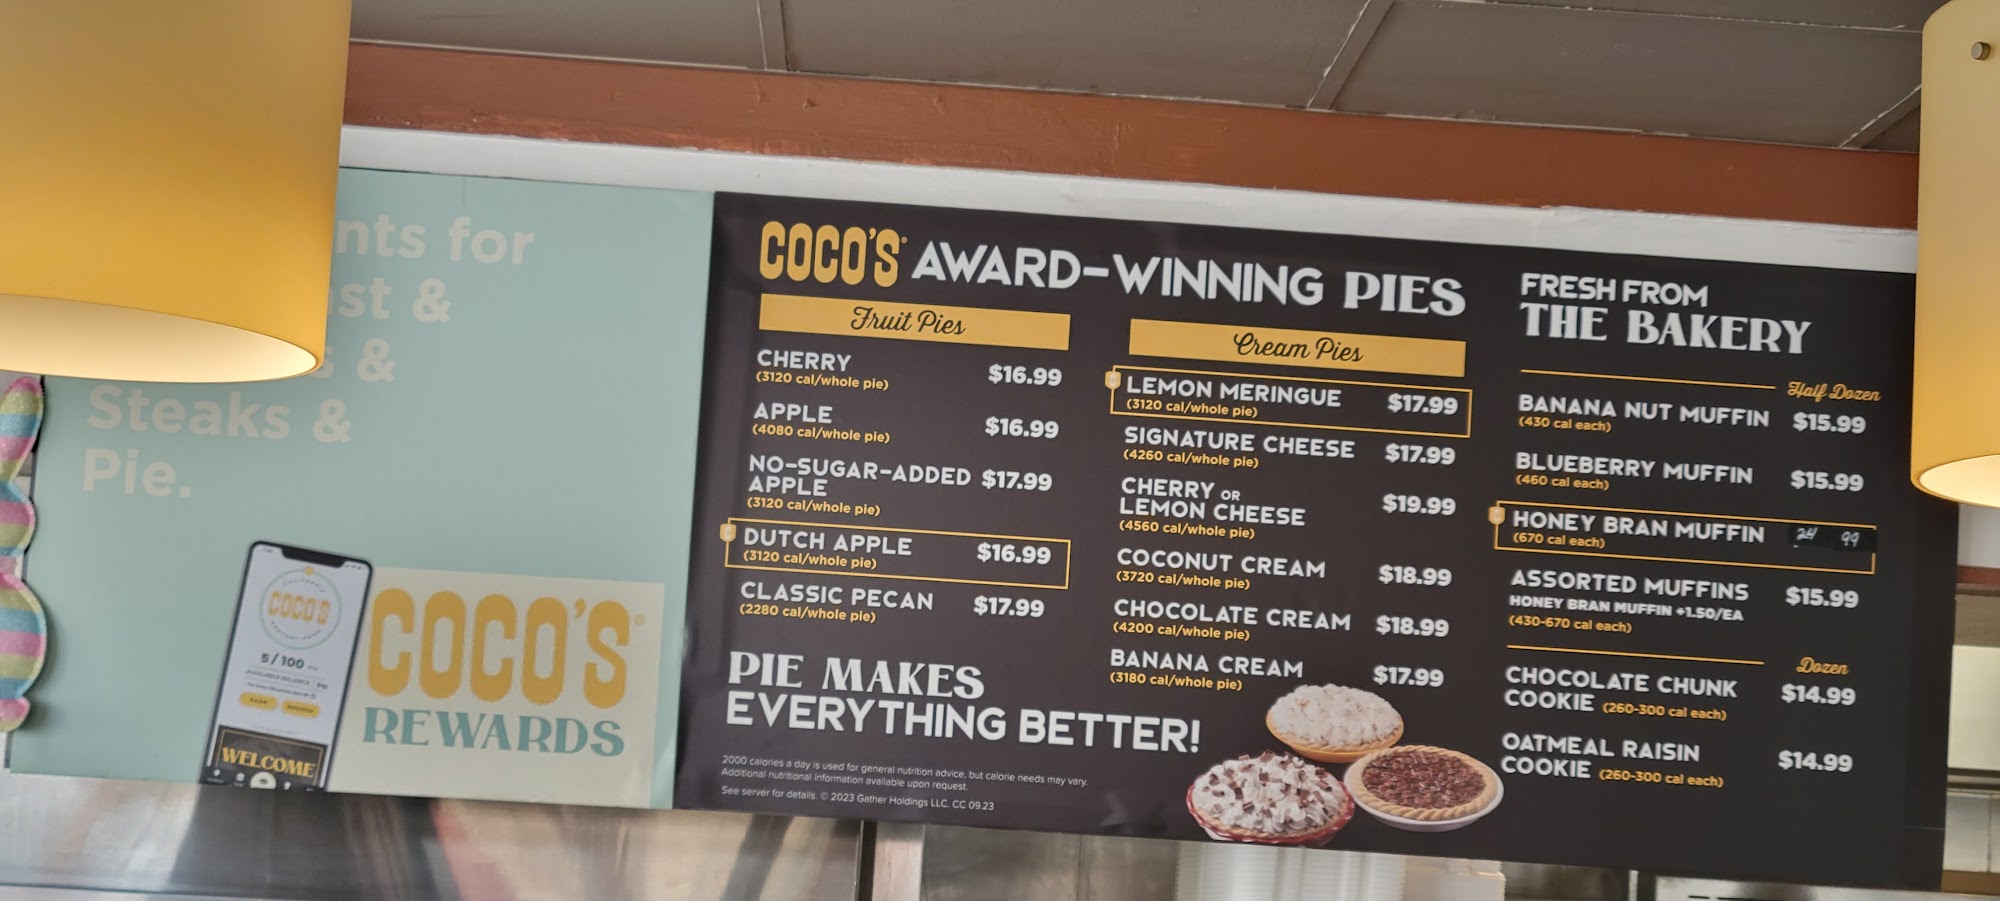 nts for
st &
s &
Steaks &
Pie.
COCO'S
5/100
WELCOME
COCO'S®
REWARDS
COCO'S® AWARD-WINNING PIES
Fruit Pies
CHERRY $16.99
(3120 cal/whole pie)
APPLE $16.99
(4080 cal/whole pie)
NO-SUGAR-ADDED $17.99
APPLE
(3120 cal/whole pie)
DUTCH APPLE $16.99
(3120 cal/whole pie)
CLASSIC PECAN $17.99
(2280 cal/whole pie)
PIE MAKES
EVERYTHING BETTER!
2000 calories a day is used for general nutrition advice, but calorie needs may vary.
Additional nutritional information available upon request.
See server for details. © 2023 Gather Holdings LLC. CC 09.23
Cream Pies
LEMON MERINGUE $17.99
(3120 cal/whole pie)
SIGNATURE CHEESE $17.99
(4260 cal/whole pie)
CHERRY OR
LEMON CHEESE $19.99
(4560 cal/whole pie)
COCONUT CREAM $18.99
(3720 cal/whole pie)
CHOCOLATE CREAM $18.99
(4200 cal/whole pie)
BANANA CREAM $17.99
(3180 cal/whole pie)
FRESH FROM
THE BAKERY
Half Dozen
BANANA NUT MUFFIN $15.99
(430 cal each)
BLUEBERRY MUFFIN $15.99
(460 cal each)
HONEY BRAN MUFFIN 24 99
(670 cal each)
ASSORTED MUFFINS $15.99
HONEY BRAN MUFFIN +1.50/EA
(430-670 cal each)
Dozen
CHOCOLATE CHUNK $14.99
COOKIE (260-300 cal each)
OATMEAL RAISIN $14.99
COOKIE (260-300 cal each)